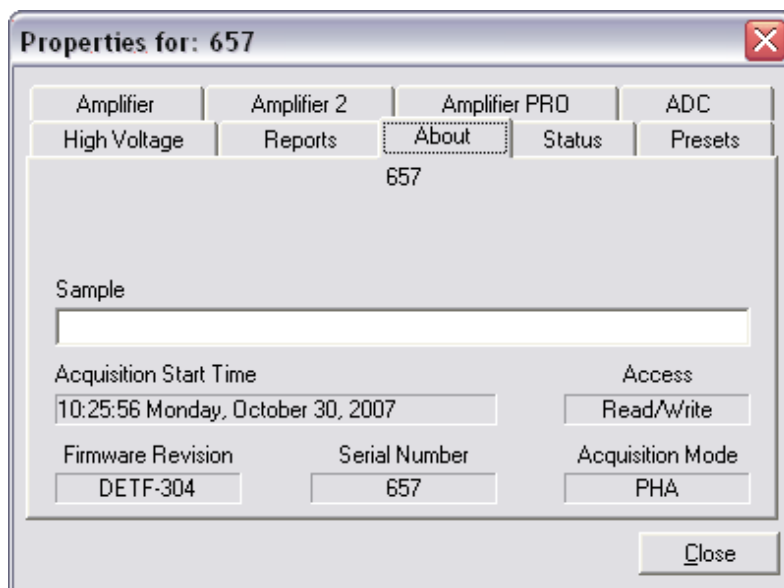 Properties for: 657
Amplifier Amplifier 2 Amplifier PRO ADC
High Voltage Reports About Status Presets
657
Sample
Acquisition Start Time Access
10:25:56 Monday, October 30, 2007 Read/Write
Firmware Revision Serial Number Acquisition Mode
DETF-304 657 PHA
Close